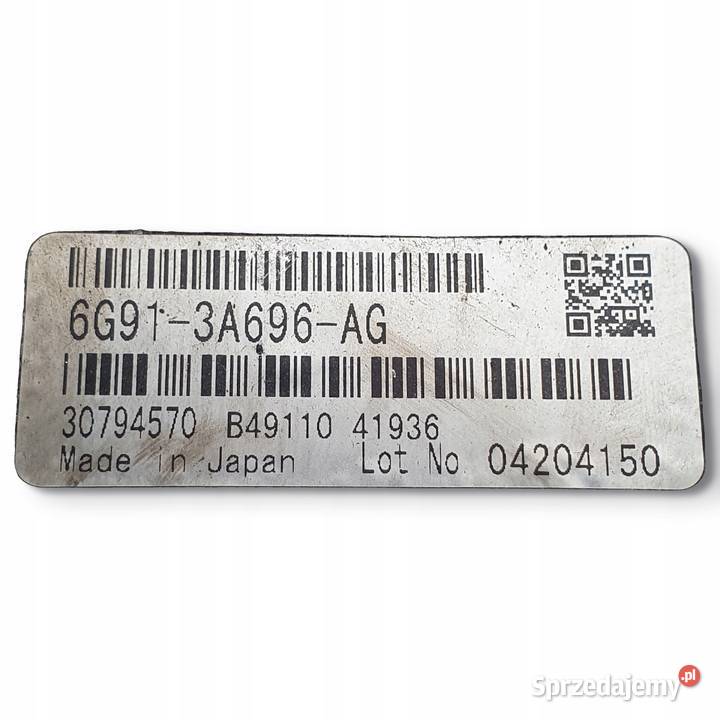 6G91-3A696-AG
30794570 B49110 41936
Made in Japan Lot No 04204150
Sprzedajemy.pl